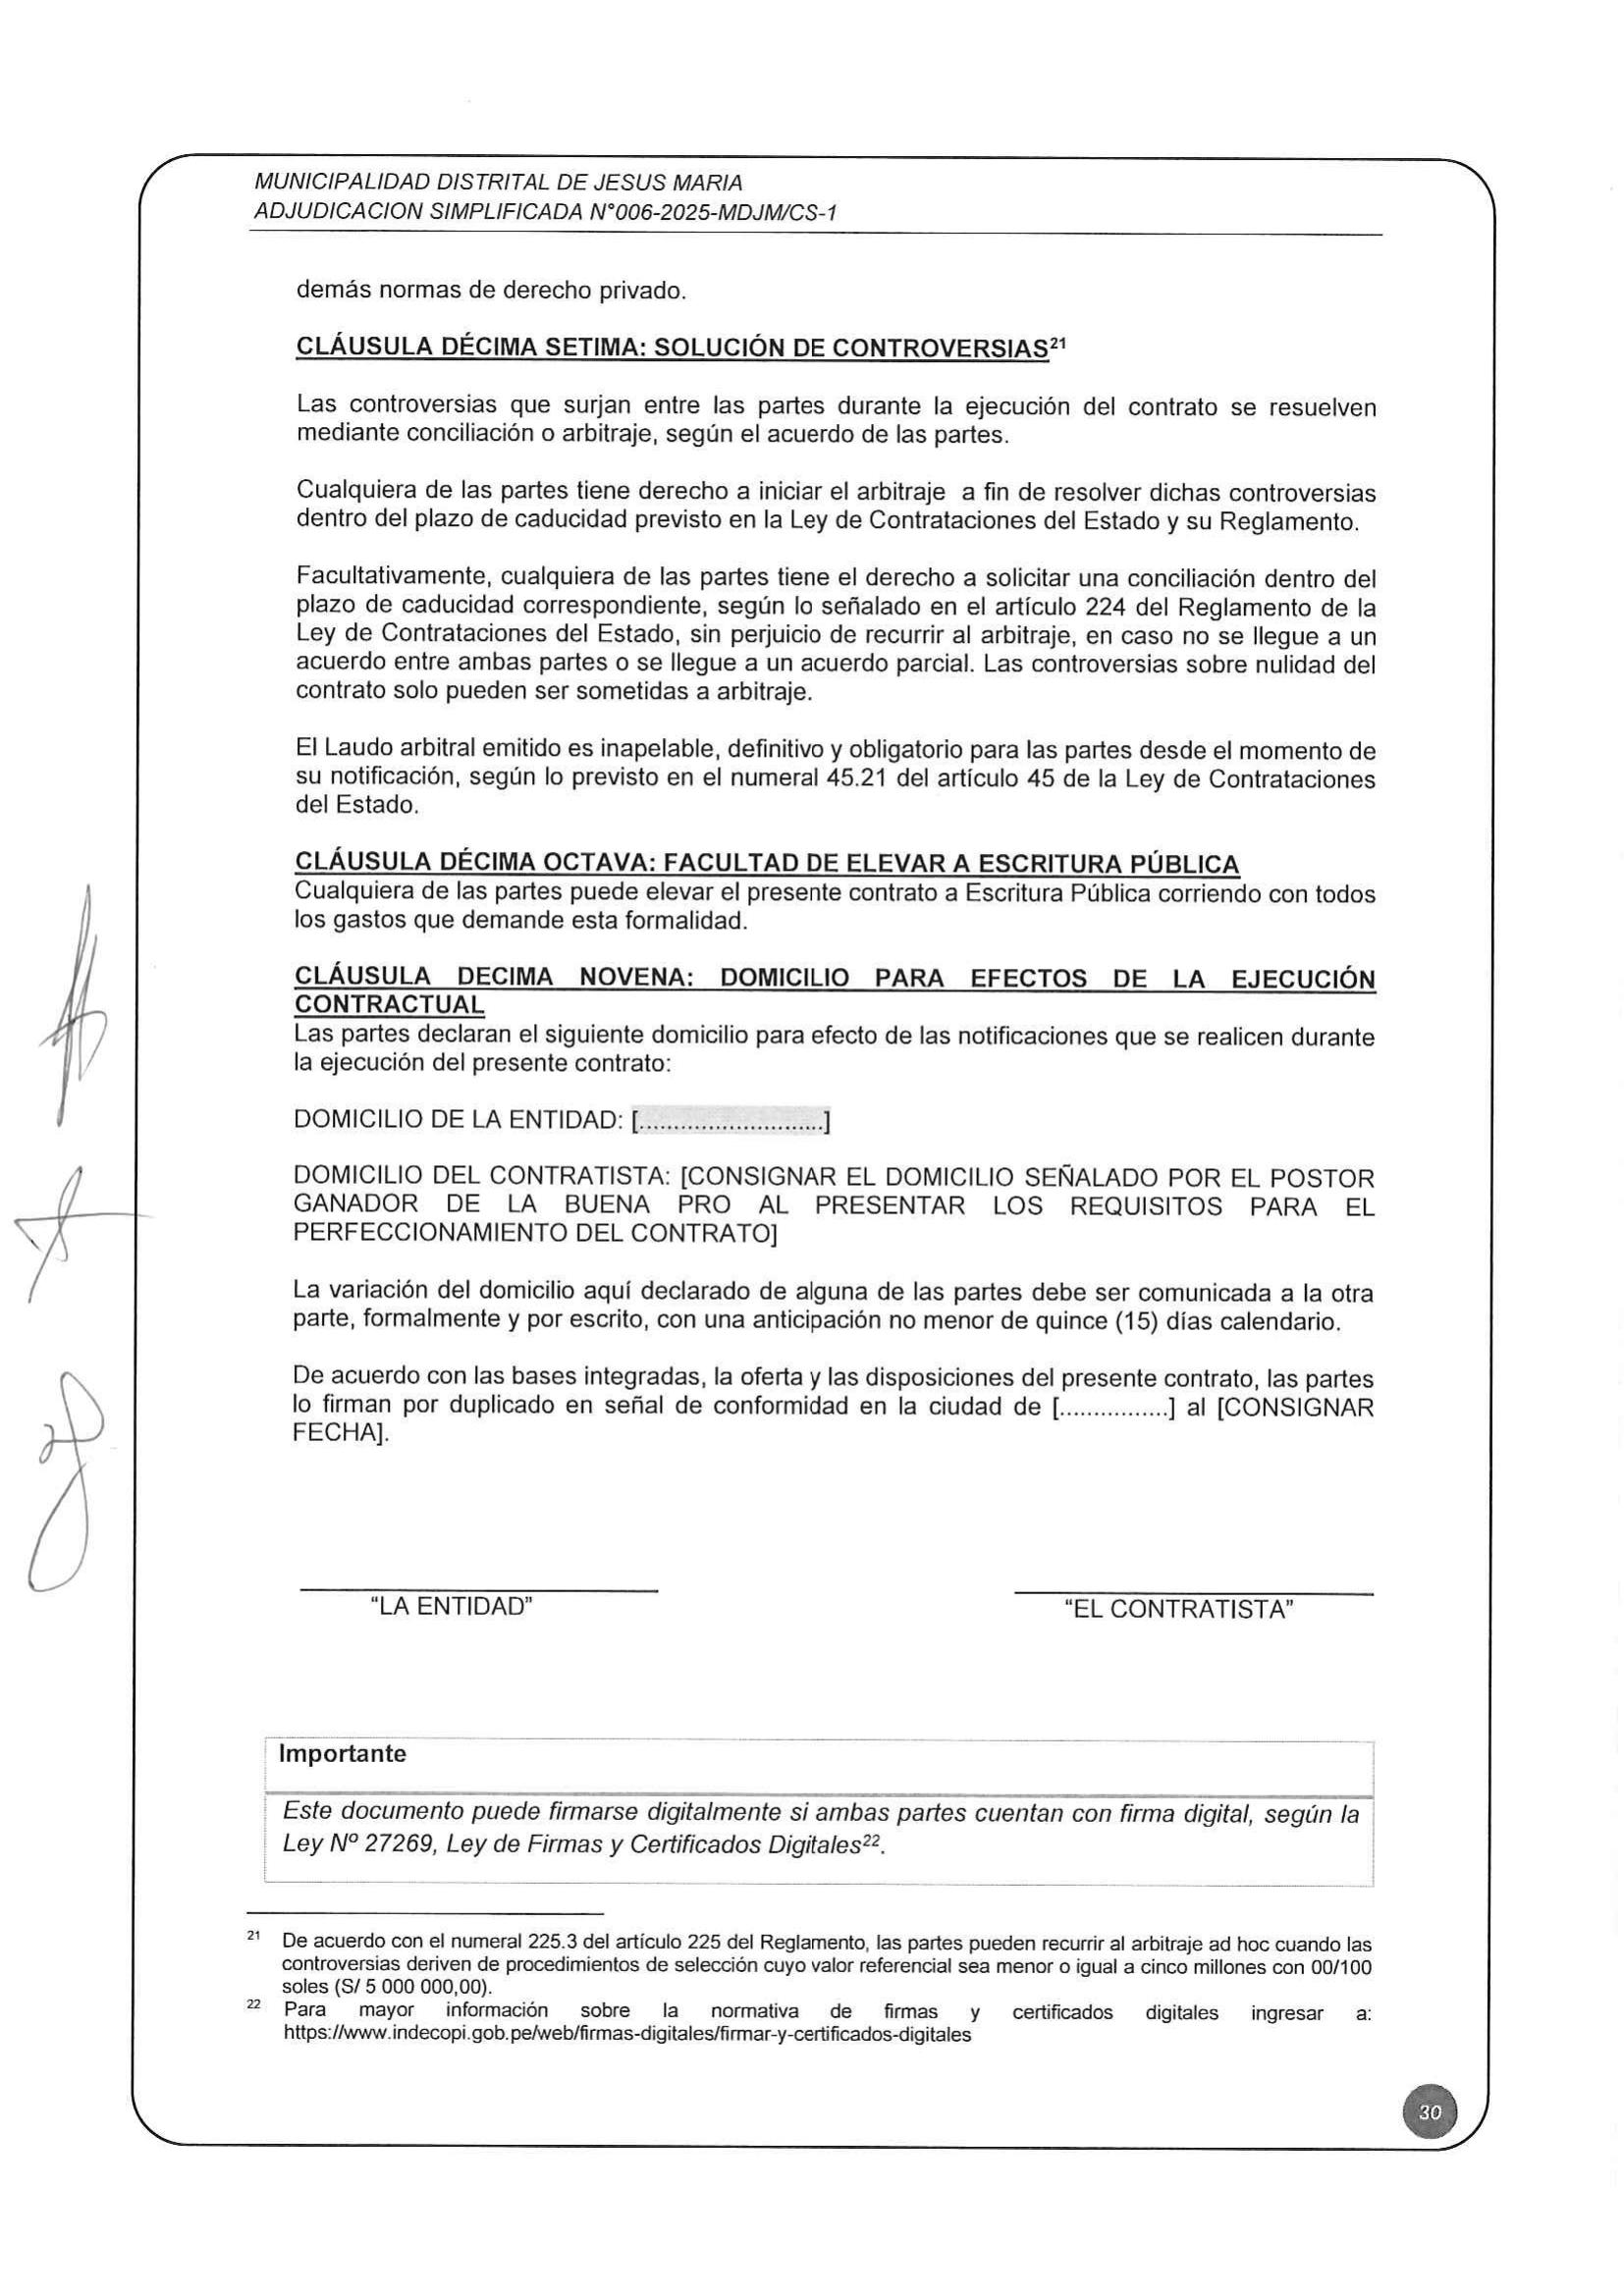 MUNICIPALIDAD DISTRITAL DE JESUS MARIA
ADJUDICACION SIMPLIFICADA N°006-2025-MDJM/CS-1
demás normas de derecho privado.
CLÁUSULA DÉCIMA SETIMA: SOLUCIÓN DE CONTROVERSIAS21
Las controversias que surjan entre las partes durante la ejecución del contrato se resuelven
mediante conciliación o arbitraje, según el acuerdo de las partes.
Cualquiera de las partes tiene derecho a iniciar el arbitraje a fin de resolver dichas controversias
dentro del plazo de caducidad previsto en la Ley de Contrataciones del Estado y su Reglamento.
Facultativamente, cualquiera de las partes tiene el derecho a solicitar una conciliación dentro del
plazo de caducidad correspondiente, según lo señalado en el artículo 224 del Reglamento de la
Ley de Contrataciones del Estado, sin perjuicio de recurrir al arbitraje, en caso no se llegue a un
acuerdo entre ambas partes o se llegue a un acuerdo parcial. Las controversias sobre nulidad del
contrato solo pueden ser sometidas a arbitraje.
El Laudo arbitral emitido es inapelable, definitivo y obligatorio para las partes desde el momento de
su notificación, según lo previsto en el numeral 45.21 del artículo 45 de la Ley de Contrataciones
del Estado.
CLÁUSULA DÉCIMA OCTAVA: FACULTAD DE ELEVAR A ESCRITURA PÚBLICA
Cualquiera de las partes puede elevar el presente contrato a Escritura Pública corriendo con todos
los gastos que demande esta formalidad.
CLÁUSULA DECIMA NOVENA: DOMICILIO PARA EFECTOS DE LA EJECUCIÓN
CONTRACTUAL
Las partes declaran el siguiente domicilio para efecto de las notificaciones que se realicen durante
la ejecución del presente contrato:
DOMICILIO DE LA ENTIDAD: [...........................]
DOMICILIO DEL CONTRATISTA: [CONSIGNAR EL DOMICILIO SEÑALADO POR EL POSTOR
GANADOR DE LA BUENA PRO AL PRESENTAR LOS REQUISITOS PARA EL
PERFECCIONAMIENTO DEL CONTRATO]
La variación del domicilio aquí declarado de alguna de las partes debe ser comunicada a la otra
parte, formalmente y por escrito, con una anticipación no menor de quince (15) días calendario.
De acuerdo con las bases integradas, la oferta y las disposiciones del presente contrato, las partes
lo firman por duplicado en señal de conformidad en la ciudad de [................] al [CONSIGNAR
FECHA].
“LA ENTIDAD” “EL CONTRATISTA”
Importante
Este documento puede firmarse digitalmente si ambas partes cuentan con firma digital, según la
Ley Nº 27269, Ley de Firmas y Certificados Digitales22.
21 De acuerdo con el numeral 225.3 del artículo 225 del Reglamento, las partes pueden recurrir al arbitraje ad hoc cuando las
controversias deriven de procedimientos de selección cuyo valor referencial sea menor o igual a cinco millones con 00/100
soles (S/ 5 000 000,00).
22 Para mayor información sobre la normativa de firmas y certificados digitales ingresar a:
https://www.indecopi.gob.pe/web/firmas-digitales/firmar-y-certificados-digitales
30